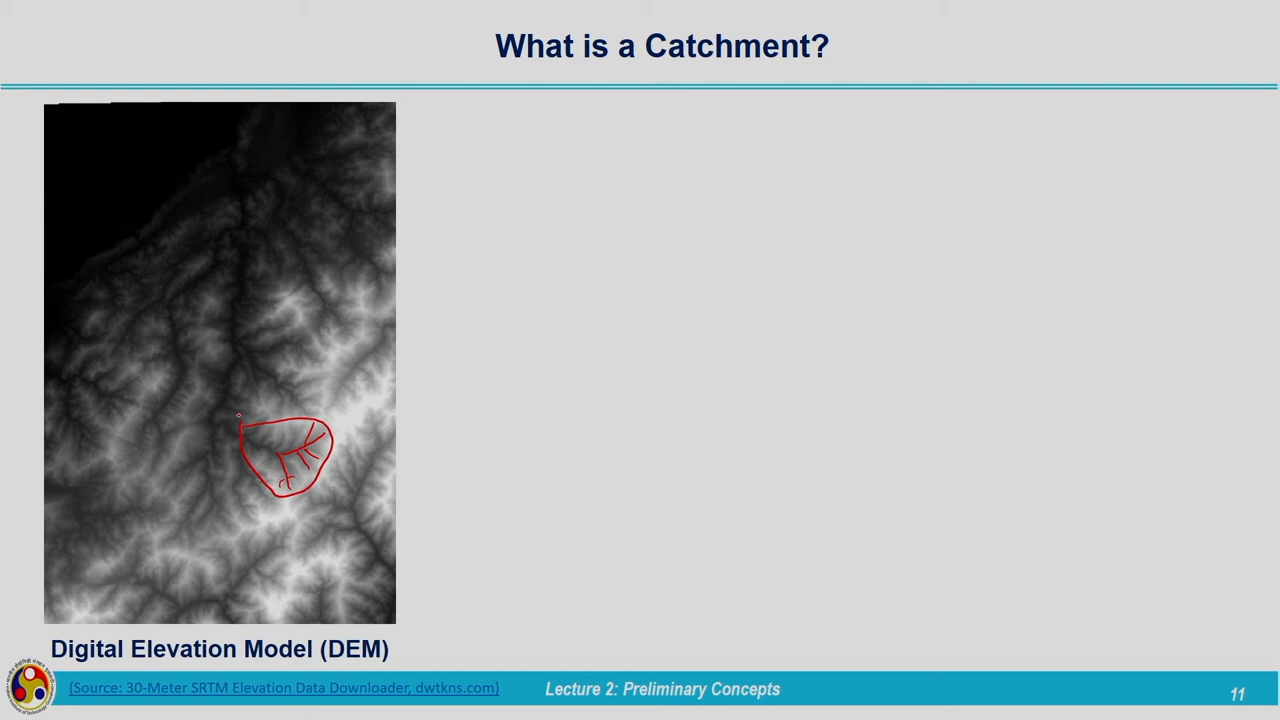 What is a Catchment?
Digital Elevation Model (DEM)
(Source: 30-Meter SRTM Elevation Data Downloader, dwtkns.com)
Lecture 2: Preliminary Concepts
11